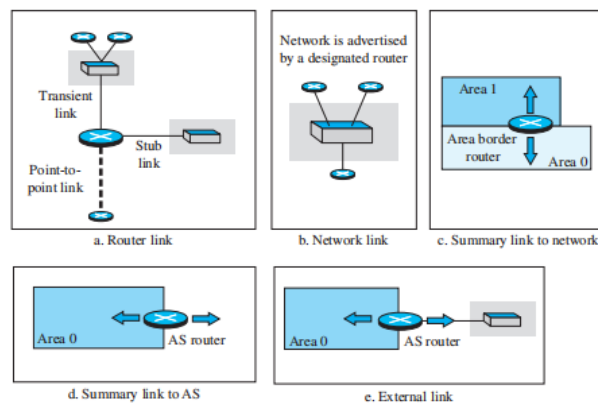 Transient
link
Stub
link
Point-to-
point link
a. Router link
Network is advertised
by a designated router
b. Network link
Area 1
Area border
router
Area 0
c. Summary link to network
Area 0
AS router
d. Summary link to AS
Area 0
AS router
e. External link